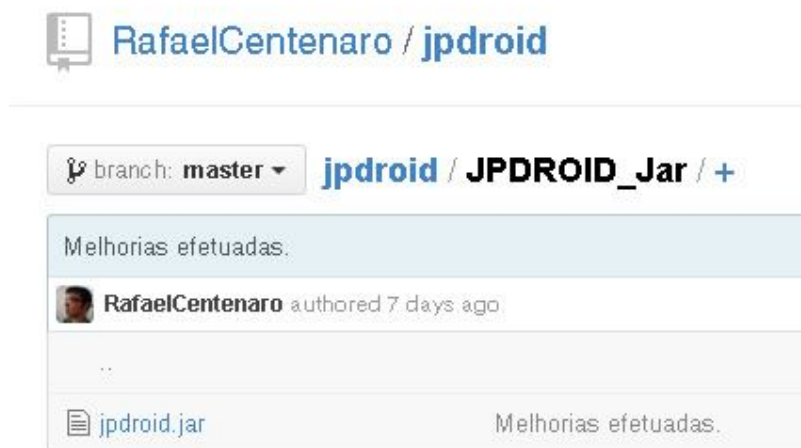 RafaelCentenaro / jpdroid
branch: master jpdroid / JPDROID_Jar / +
Melhorias efetuadas.
RafaelCentenaro authored 7 days ago
..
jpdroid.jar Melhorias efetuadas.